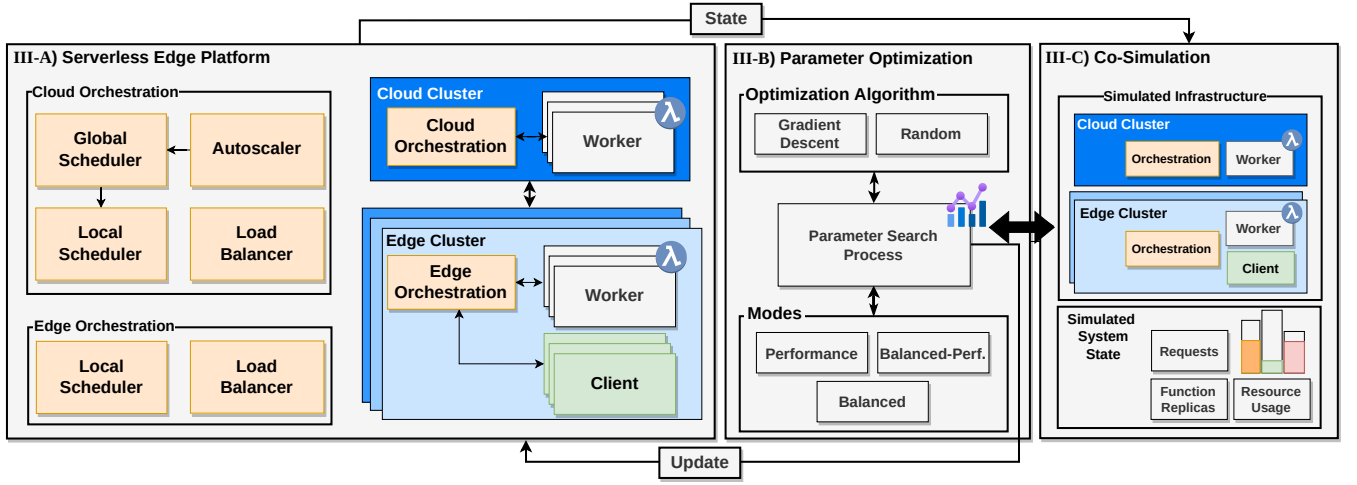 State
III-A) Serverless Edge Platform
Cloud Orchestration
Global
Scheduler
Autoscaler
Local
Scheduler
Load
Balancer
Edge Orchestration
Local
Scheduler
Load
Balancer
Cloud Cluster
Cloud
Orchestration
Worker
λ
Edge Cluster
Edge
Orchestration
Worker
λ
Client
III-B) Parameter Optimization
Optimization Algorithm
Gradient
Descent
Random
Parameter Search
Process
Modes
Performance
Balanced-Perf.
Balanced
III-C) Co-Simulation
Simulated Infrastructure
Cloud Cluster
Orchestration
Worker
λ
Edge Cluster
Orchestration
Worker
λ
Client
Simulated
System
State
Requests
Function
Replicas
Resource
Usage
Update